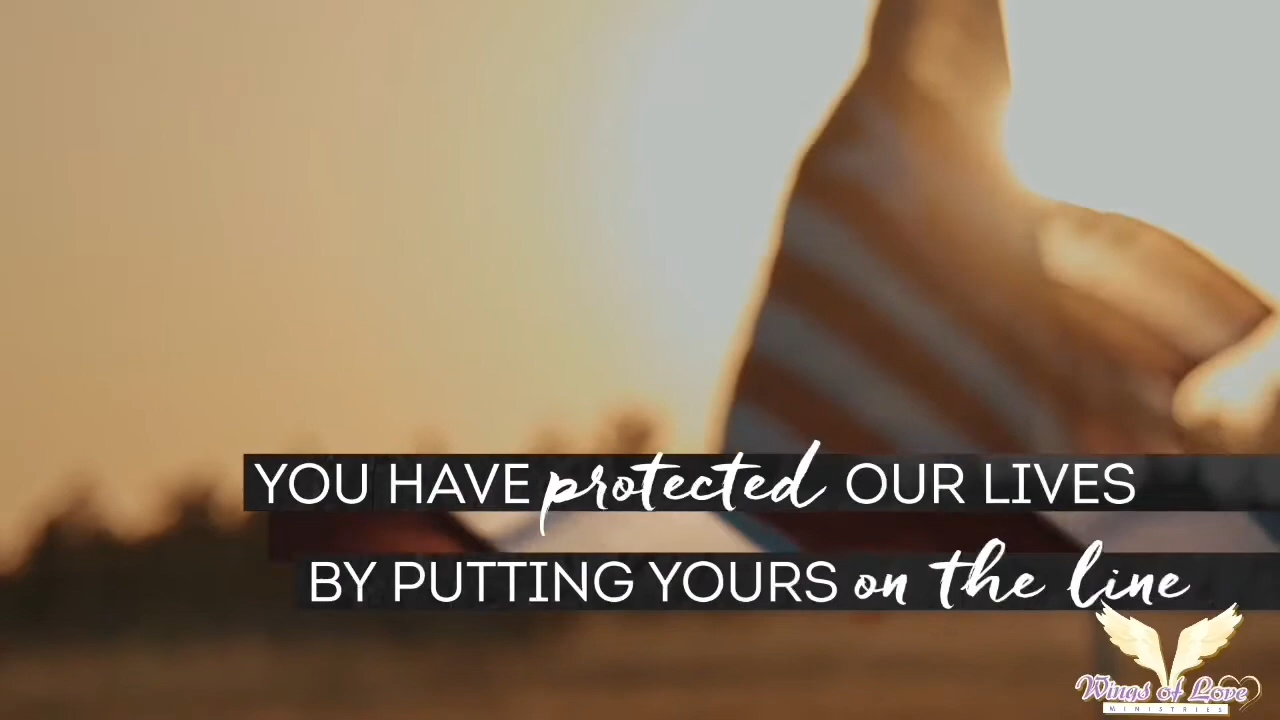 YOU HAVE protected OUR LIVES
BY PUTTING YOURS on the line
Wings of Love
MINISTRIES